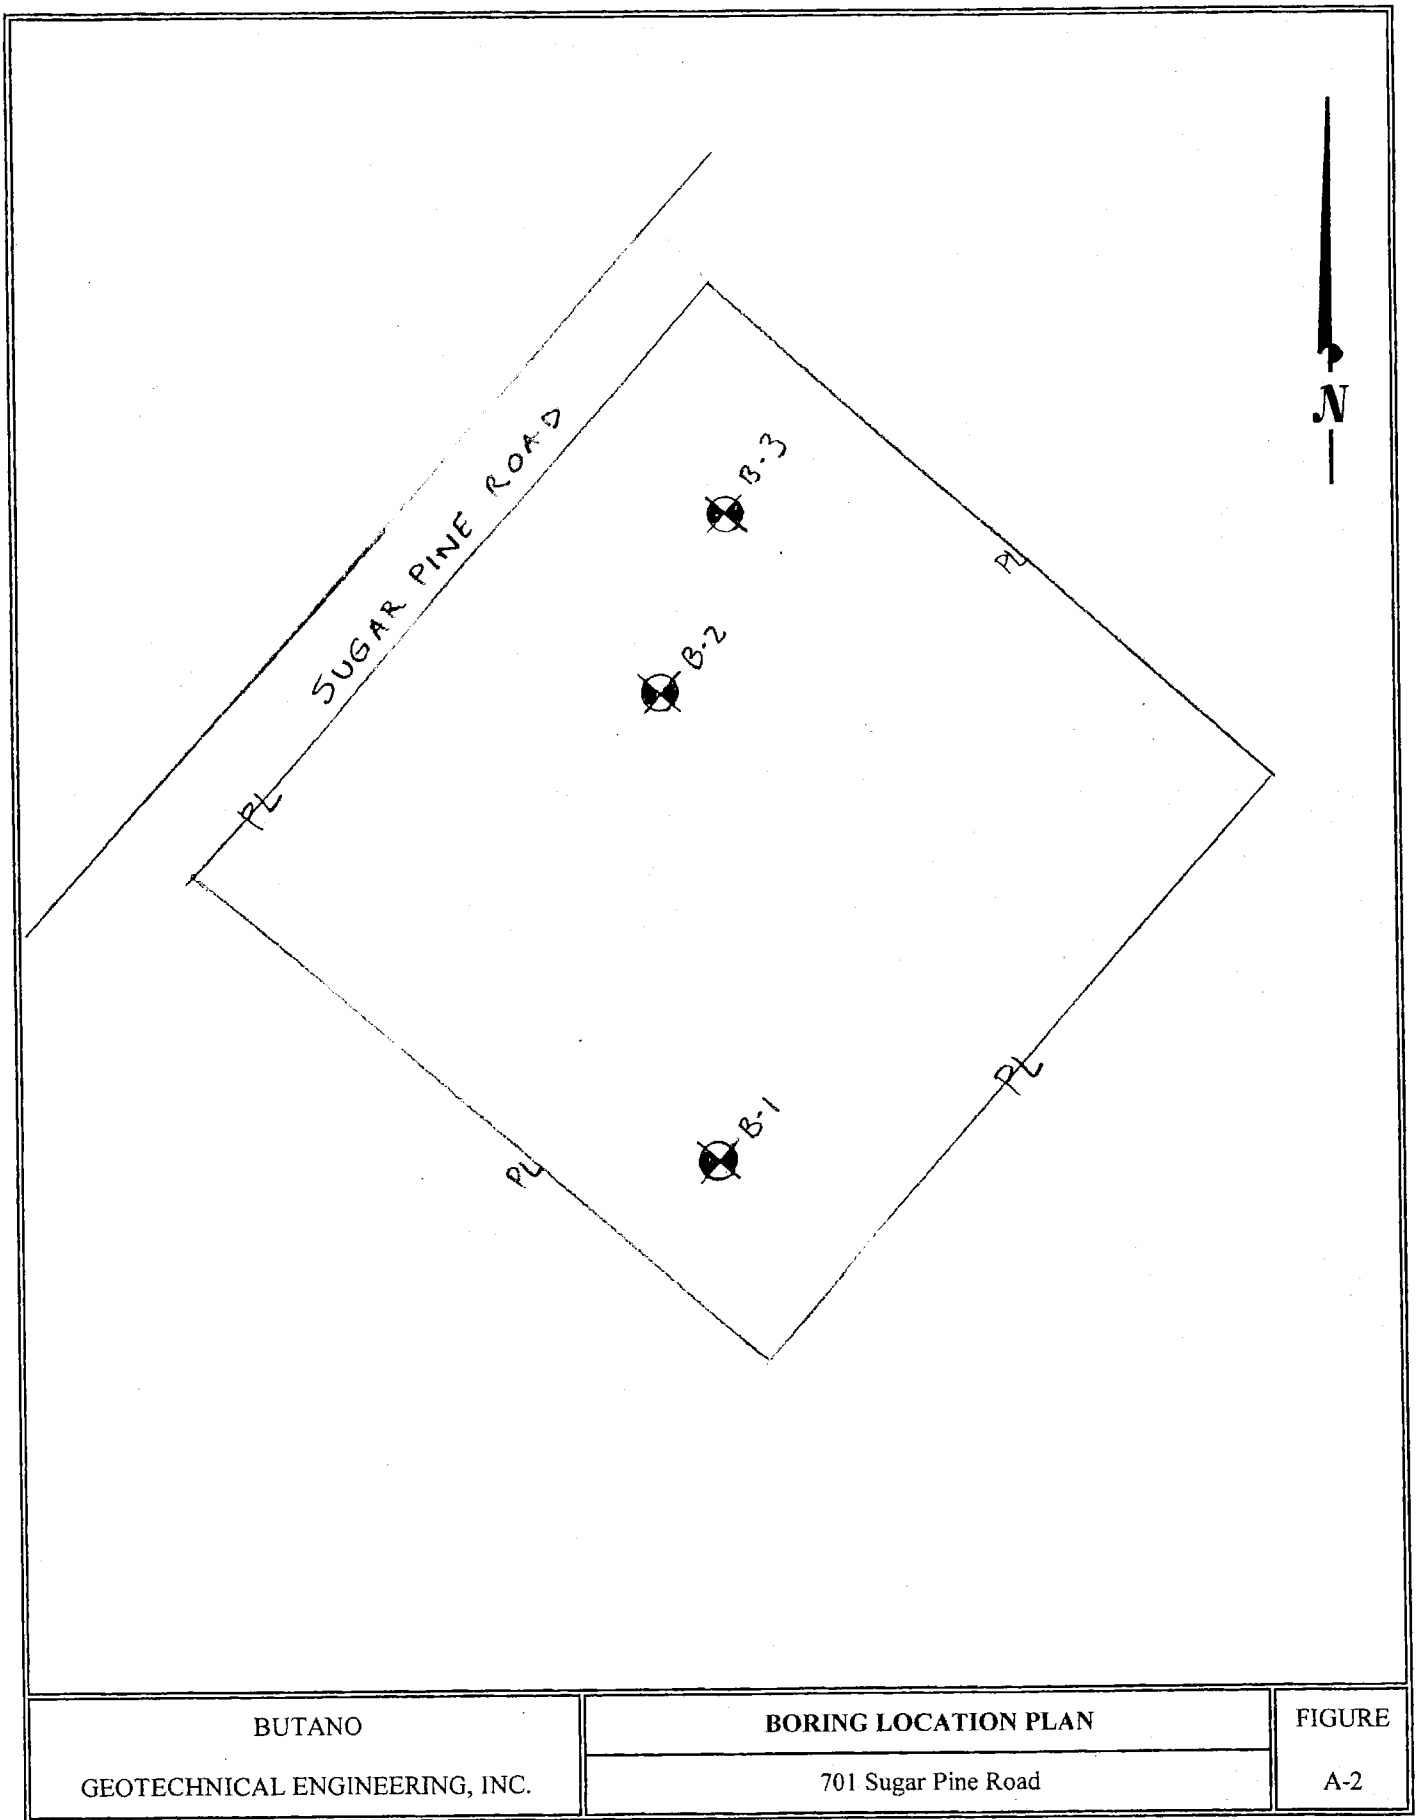 N
B-3
SUGAR PINE ROAD
PL
B-2
PL
B-1
PL
PL
BUTANO
GEOTECHNICAL ENGINEERING, INC.
BORING LOCATION PLAN
701 Sugar Pine Road
FIGURE
A-2